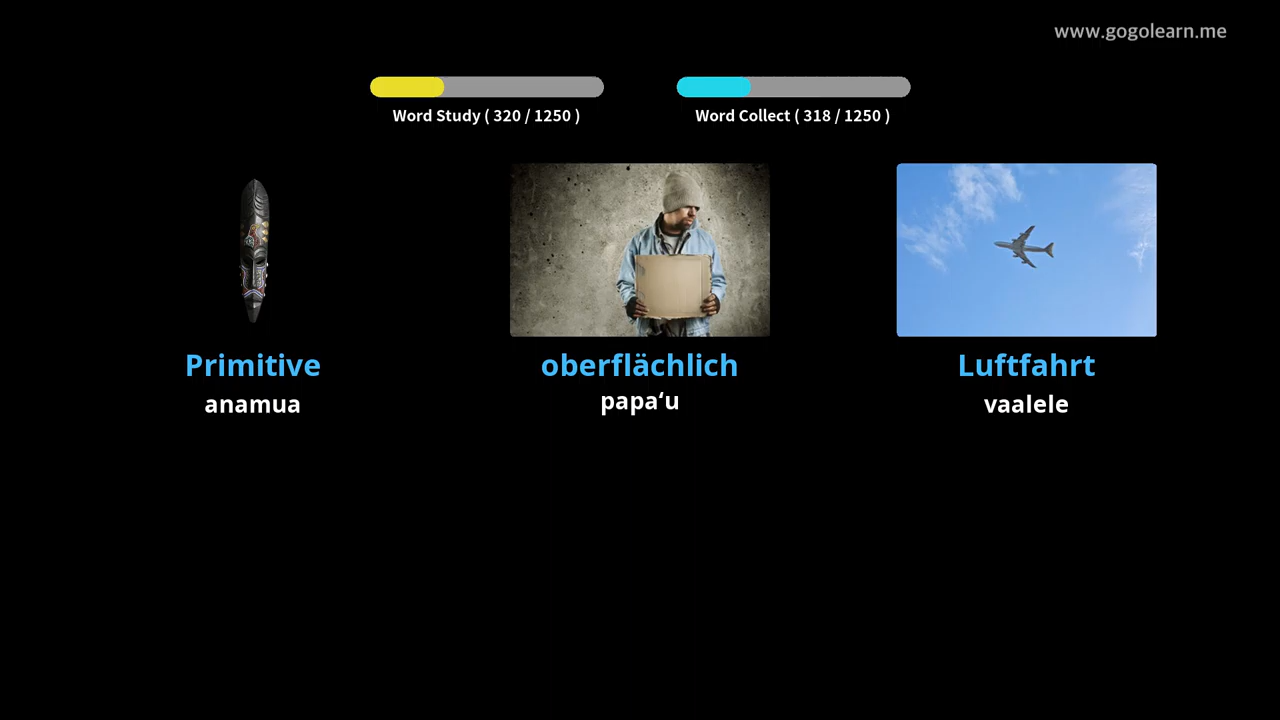 www.gogolearn.me
Word Study ( 320 / 1250 )
Word Collect ( 318 / 1250 )
Primitive
anamua
oberflächlich
papaʻu
Luftfahrt
vaalele